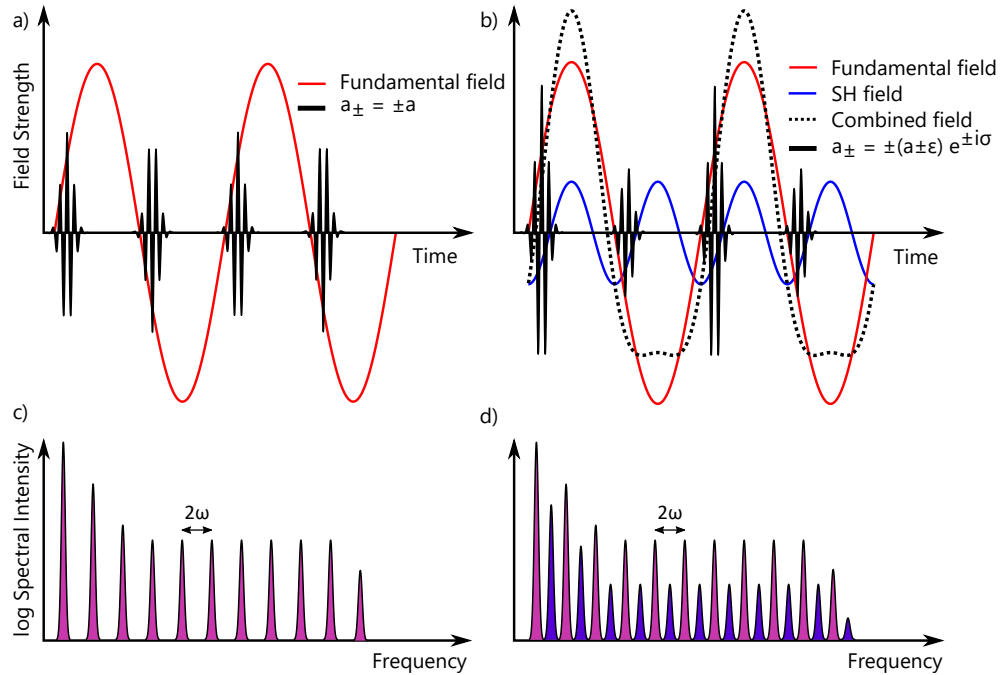 a)
Field Strength
Fundamental field
a± = ±a
Time
b)
Fundamental field
SH field
Combined field
a± = ±(a±ε) e±iσ
Time
c)
log Spectral Intensity
2ω
Frequency
d)
2ω
Frequency